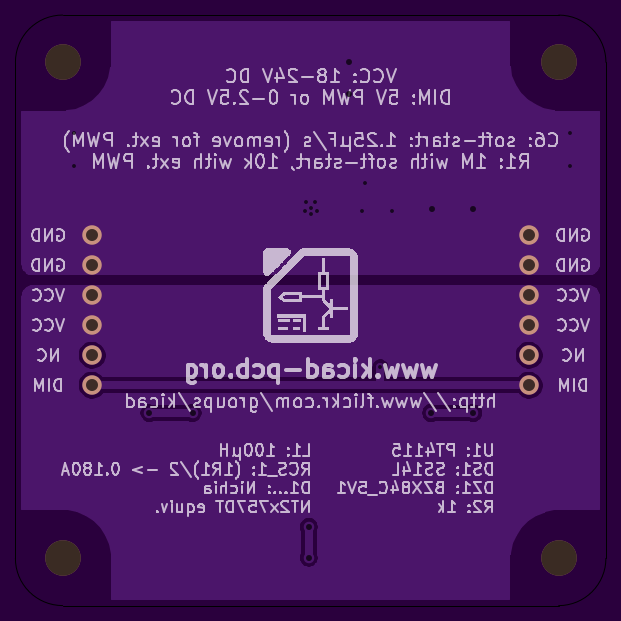 VCC: 18-24V DC
DIM: 5V PWM or 0-2.5V DC
C6: soft-start: 1.25µF/s (remove for ext. PWM)
R1: 1M with soft-start, 10k with ext. PWM
GND GND
GND GND
VCC VCC
VCC VCC
NC NC
DIM DIM
www.kicad-pcb.org
http://www.flickr.com/groups/kicad
U1: PT4115 L1: 100µH
DS1: SS14L RCS_1: (1R1)/2 -> 0.180A
DZ1: BZX84C_5V1 D1...: Nichia
R2: 1k NT2x757DT equiv.